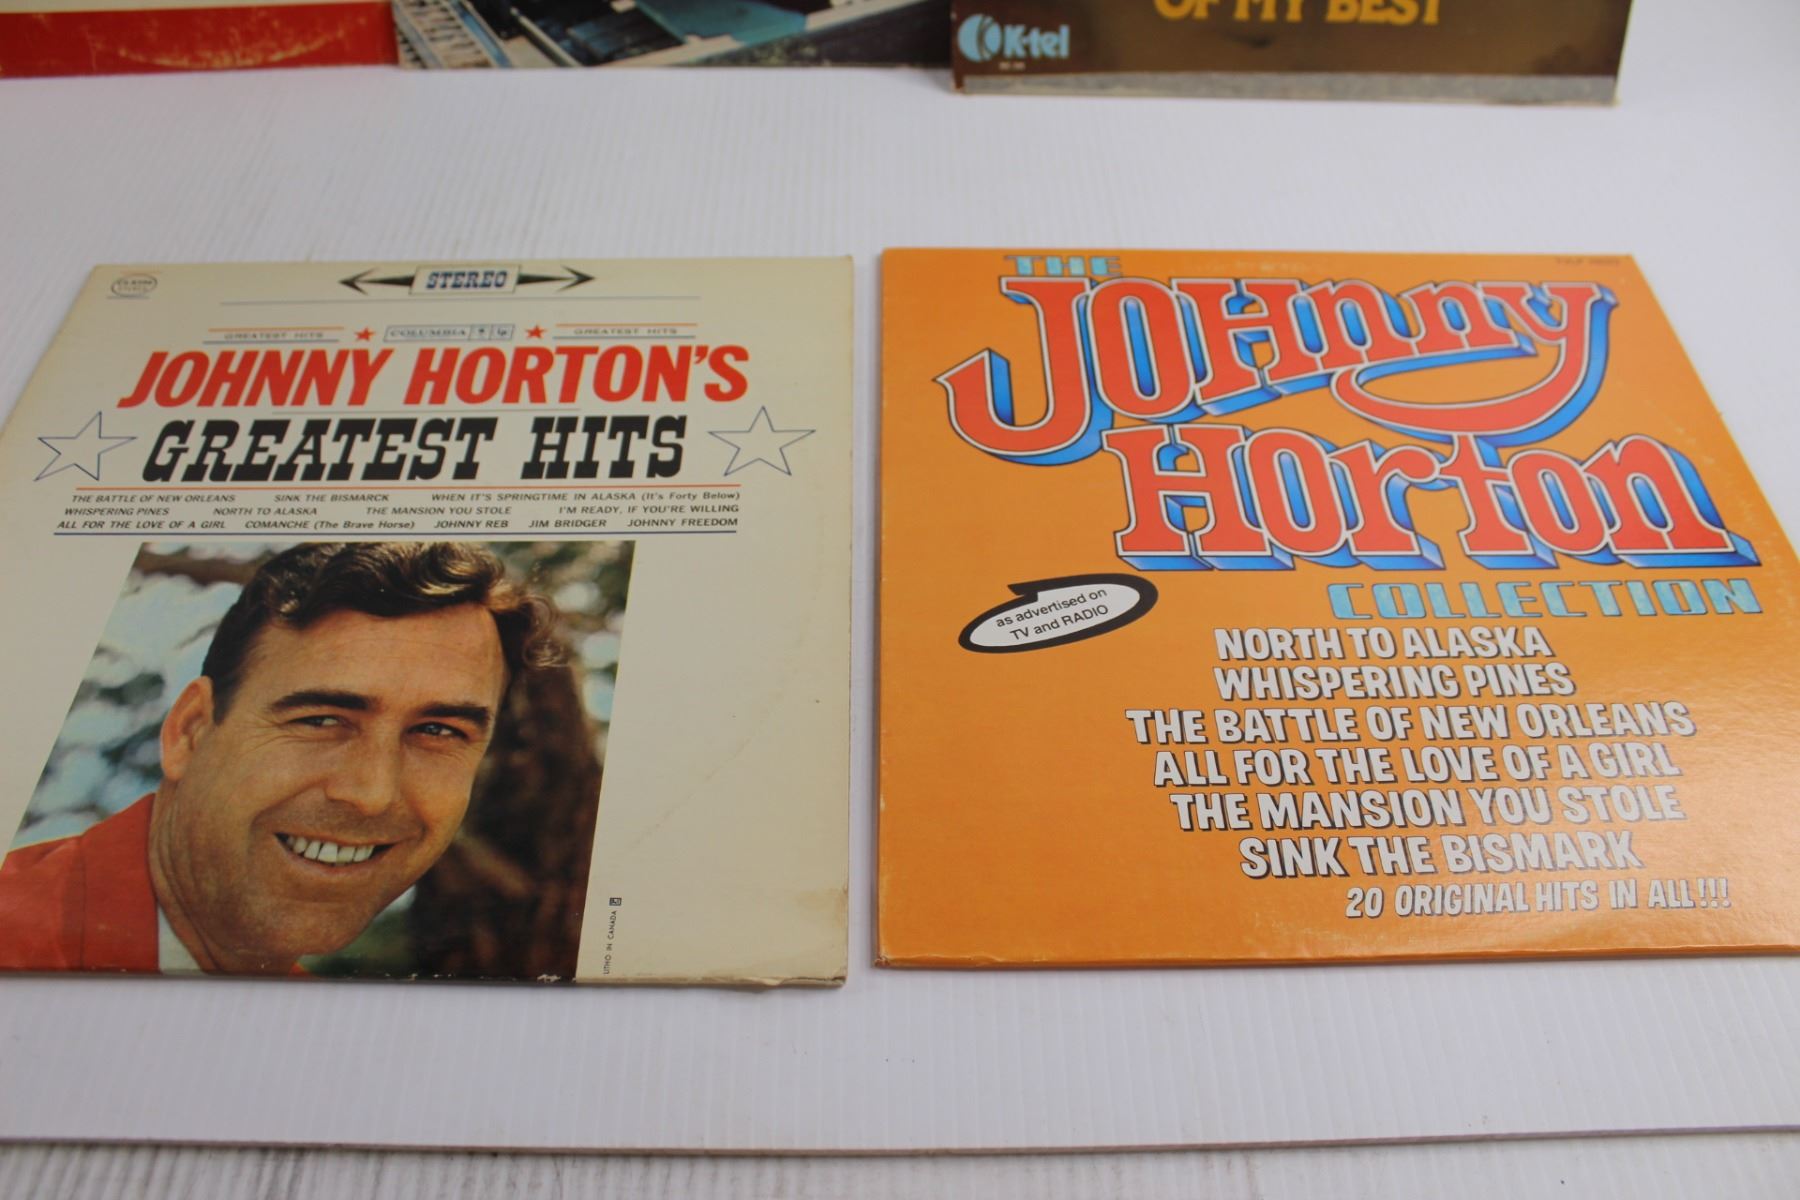 OF MY BEST
K-tel
STEREO
GREATEST HITS
COLUMBIA
GREATEST HITS
JOHNNY HORTON'S
GREATEST HITS
THE BATTLE OF NEW ORLEANS SINK THE BISMARCK WHEN IT'S SPRINGTIME IN ALASKA (It's Forty Below)
WHISPERING PINES NORTH TO ALASKA THE MANSION YOU STOLE I'M READY, IF YOU'RE WILLING
ALL FOR THE LOVE OF A GIRL COMANCHE (The Brave Horse) JOHNNY REB JIM BRIDGER JOHNNY FREEDOM
LITHO IN CANADA
THE
JOHnny
HOrton
COLLECTION
as advertised on
TV and RADIO
NORTH TO ALASKA
WHISPERING PINES
THE BATTLE OF NEW ORLEANS
ALL FOR THE LOVE OF A GIRL
THE MANSION YOU STOLE
SINK THE BISMARK
20 ORIGINAL HITS IN ALL!!!